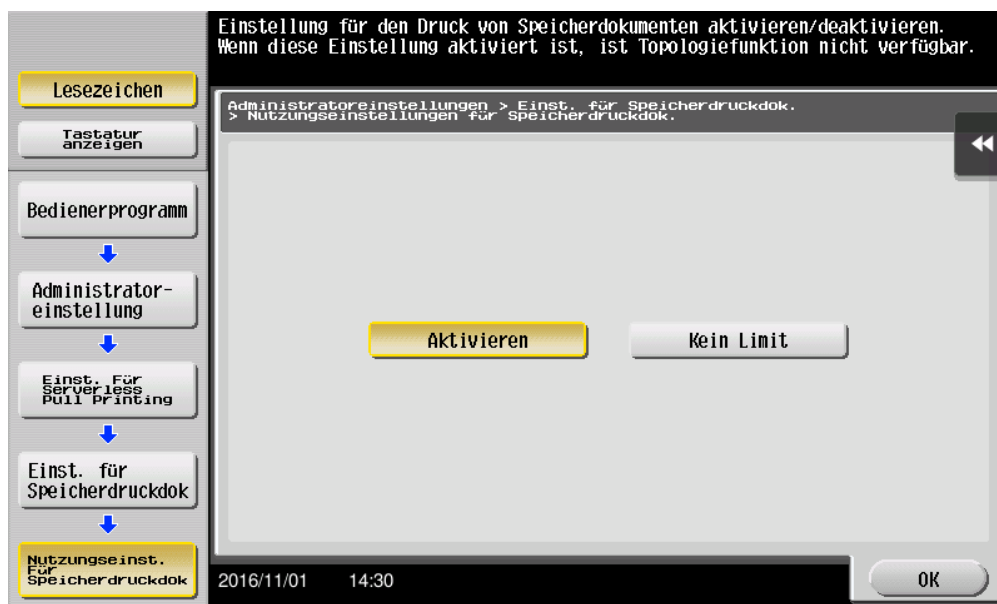 Einstellung für den Druck von Speicherdokumenten aktivieren/deaktivieren.
Wenn diese Einstellung aktiviert ist, ist Topologiefunktion nicht verfügbar.
Lesezeichen
Tastatur
anzeigen
Administratoreinstellungen > Einst. für Speicherdruckdok.
> Nutzungseinstellungen für Speicherdruckdok.
Bedienerprogramm
Administrator-
einstellung
Einst. Für
Serverless
Pull Printing
Einst. für
Speicherdruckdok
Nutzungseinst.
Für
Speicherdruckdok
Aktivieren
Kein Limit
2016/11/01 14:30
OK